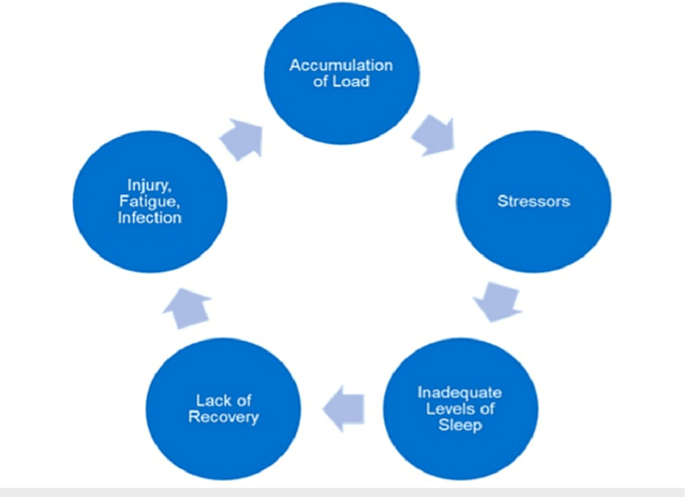 Accumulation
of Load
Stressors
Inadequate
Levels of
Sleep
Lack of
Recovery
Injury,
Fatigue,
Infection